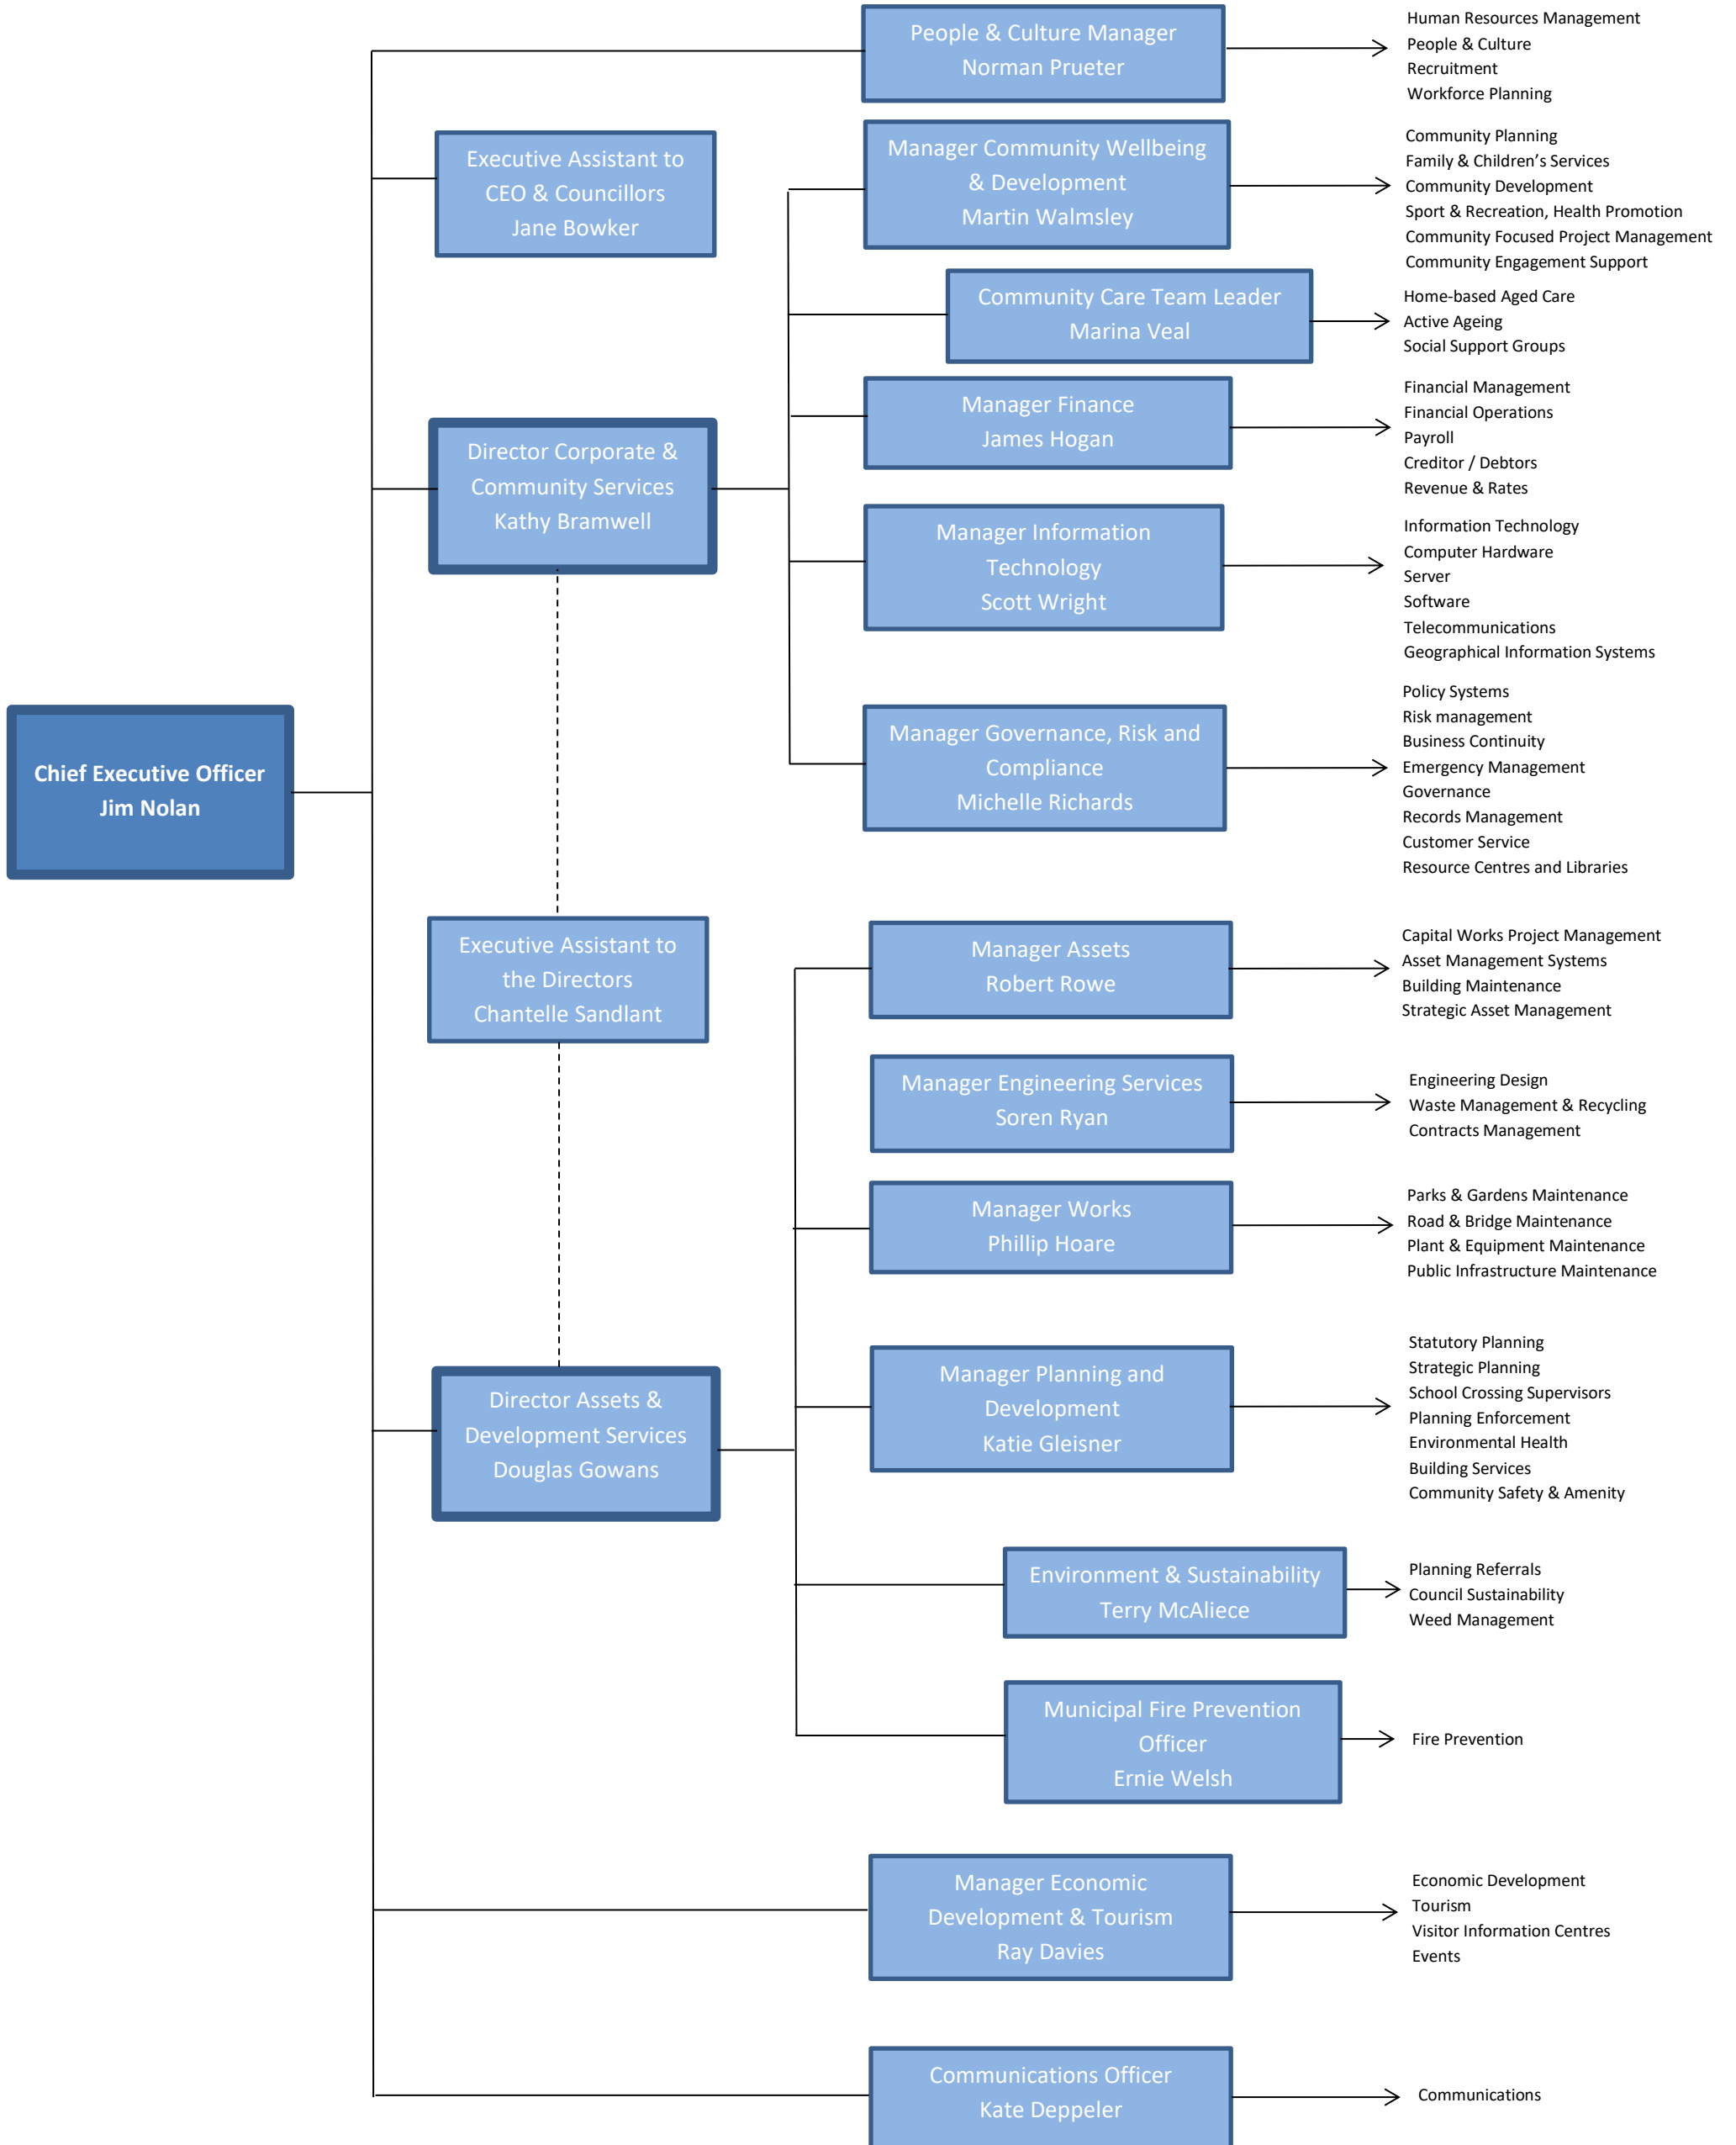 People & Culture Manager
Norman Prueter
Human Resources Management
People & Culture
Recruitment
Workforce Planning
Executive Assistant to
CEO & Councillors
Jane Bowker
Manager Community Wellbeing
& Development
Martin Walmsley
Community Planning
Family & Children’s Services
Community Development
Sport & Recreation, Health Promotion
Community Focused Project Management
Community Engagement Support
Community Care Team Leader
Marina Veal
Home-based Aged Care
Active Ageing
Social Support Groups
Director Corporate &
Community Services
Kathy Bramwell
Manager Finance
James Hogan
Financial Management
Financial Operations
Payroll
Creditor / Debtors
Revenue & Rates
Manager Information
Technology
Scott Wright
Information Technology
Computer Hardware
Server
Software
Telecommunications
Geographical Information Systems
Chief Executive Officer
Jim Nolan
Manager Governance, Risk and
Compliance
Michelle Richards
Policy Systems
Risk management
Business Continuity
Emergency Management
Governance
Records Management
Customer Service
Resource Centres and Libraries
Executive Assistant to
the Directors
Chantelle Sandlant
Manager Assets
Robert Rowe
Capital Works Project Management
Asset Management Systems
Building Maintenance
Strategic Asset Management
Manager Engineering Services
Soren Ryan
Engineering Design
Waste Management & Recycling
Contracts Management
Manager Works
Phillip Hoare
Parks & Gardens Maintenance
Road & Bridge Maintenance
Plant & Equipment Maintenance
Public Infrastructure Maintenance
Director Assets &
Development Services
Douglas Gowans
Manager Planning and
Development
Katie Gleisner
Statutory Planning
Strategic Planning
School Crossing Supervisors
Planning Enforcement
Environmental Health
Building Services
Community Safety & Amenity
Environment & Sustainability
Terry McAliece
Planning Referrals
Council Sustainability
Weed Management
Municipal Fire Prevention
Officer
Ernie Welsh
Fire Prevention
Manager Economic
Development & Tourism
Ray Davies
Economic Development
Tourism
Visitor Information Centres
Events
Communications Officer
Kate Deppeler
Communications